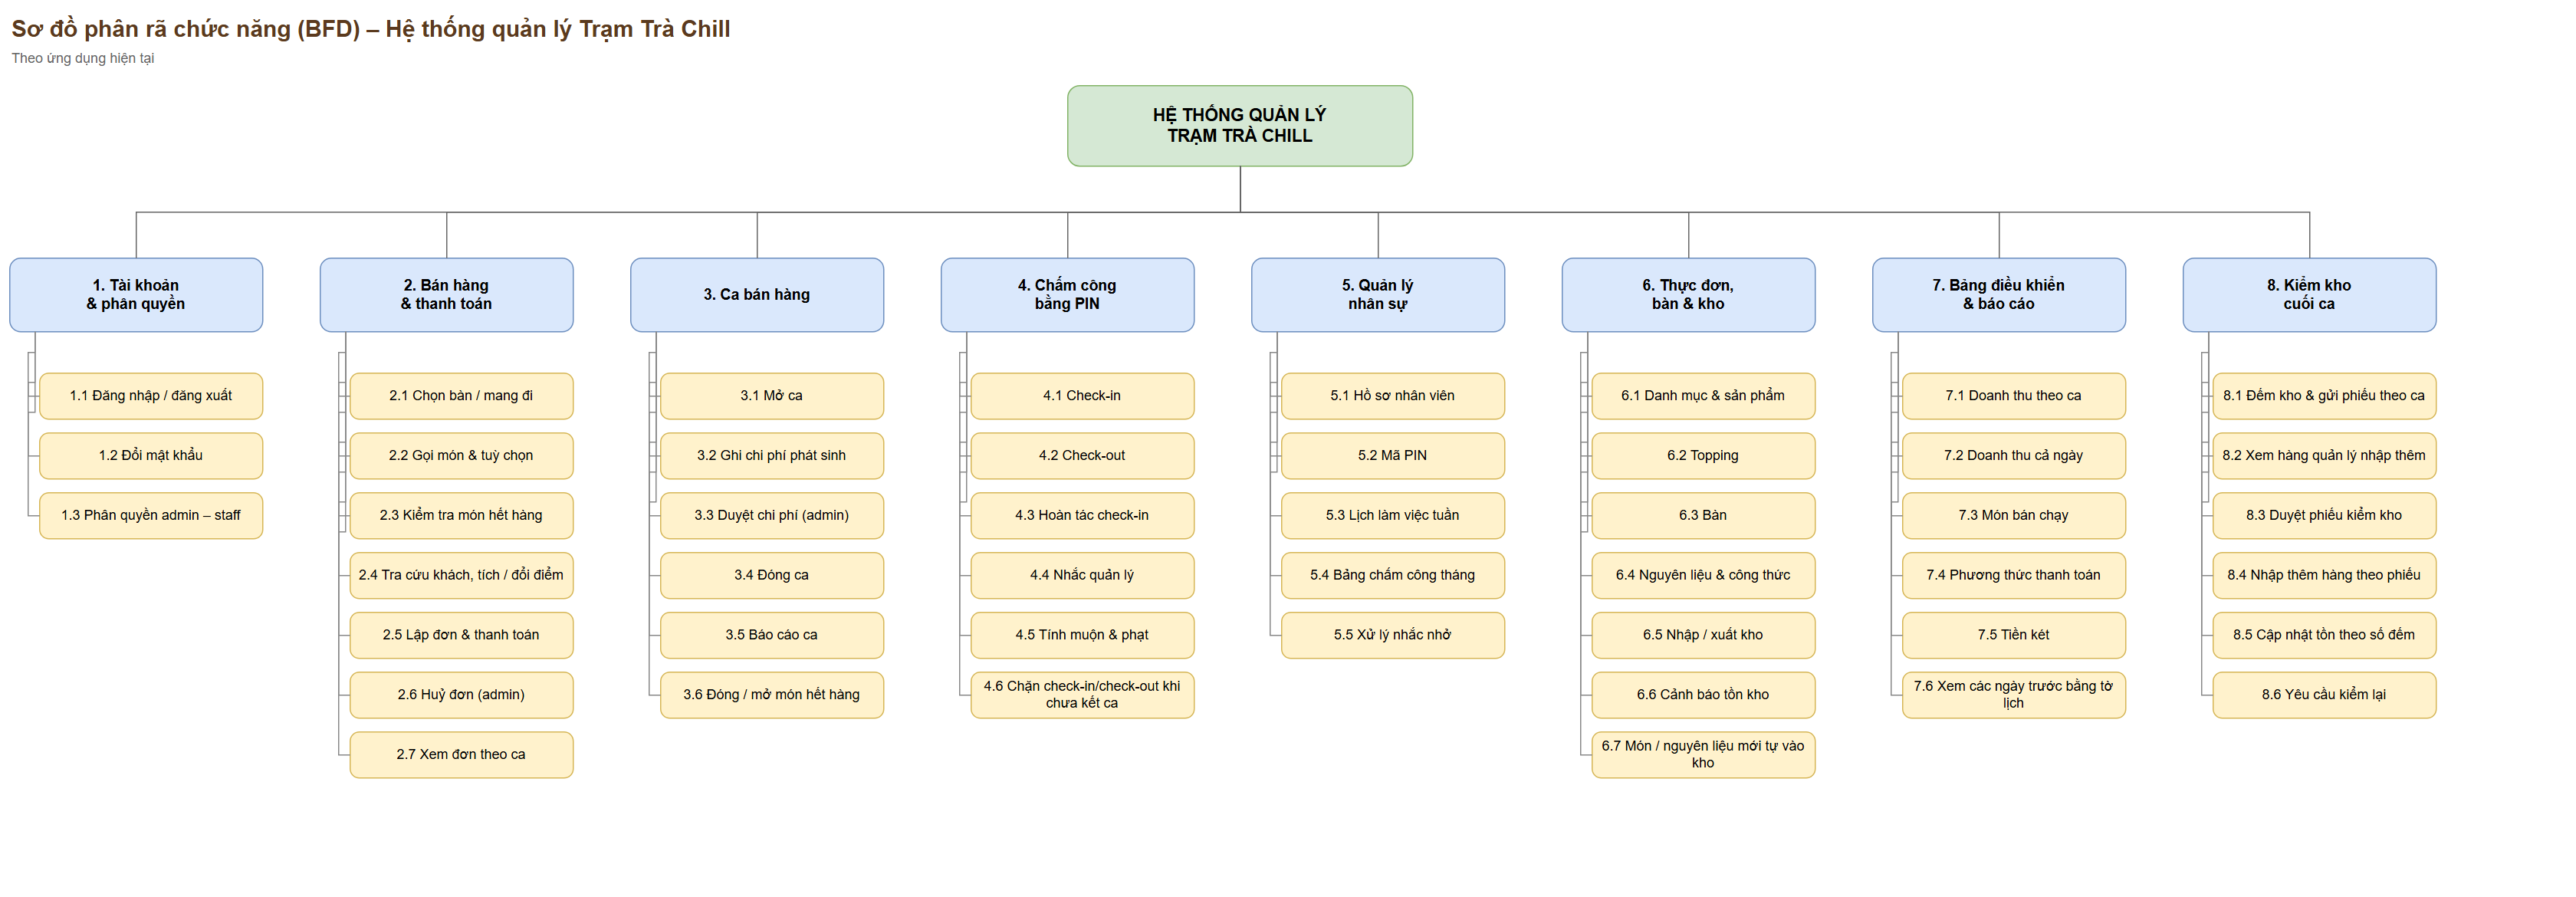 Sơ đồ phân rã chức năng (BFD) – Hệ thống quản lý Trạm Trà Chill
Theo ứng dụng hiện tại
HỆ THỐNG QUẢN LÝ
TRẠM TRÀ CHILL
1. Tài khoản
& phân quyền
1.1 Đăng nhập / đăng xuất
1.2 Đổi mật khẩu
1.3 Phân quyền admin – staff
2. Bán hàng
& thanh toán
2.1 Chọn bàn / mang đi
2.2 Gọi món & tuỳ chọn
2.3 Kiểm tra món hết hàng
2.4 Tra cứu khách, tích / đổi điểm
2.5 Lập đơn & thanh toán
2.6 Huỷ đơn (admin)
2.7 Xem đơn theo ca
3. Ca bán hàng
3.1 Mở ca
3.2 Ghi chi phí phát sinh
3.3 Duyệt chi phí (admin)
3.4 Đóng ca
3.5 Báo cáo ca
3.6 Đóng / mở món hết hàng
4. Chấm công
bằng PIN
4.1 Check-in
4.2 Check-out
4.3 Hoàn tác check-in
4.4 Nhắc quản lý
4.5 Tính muộn & phạt
4.6 Chặn check-in/check-out khi
chưa kết ca
5. Quản lý
nhân sự
5.1 Hồ sơ nhân viên
5.2 Mã PIN
5.3 Lịch làm việc tuần
5.4 Bảng chấm công tháng
5.5 Xử lý nhắc nhở
6. Thực đơn,
bàn & kho
6.1 Danh mục & sản phẩm
6.2 Topping
6.3 Bàn
6.4 Nguyên liệu & công thức
6.5 Nhập / xuất kho
6.6 Cảnh báo tồn kho
6.7 Món / nguyên liệu mới tự vào
kho
7. Bảng điều khiển
& báo cáo
7.1 Doanh thu theo ca
7.2 Doanh thu cả ngày
7.3 Món bán chạy
7.4 Phương thức thanh toán
7.5 Tiền két
7.6 Xem các ngày trước bằng tờ
lịch
8. Kiểm kho
cuối ca
8.1 Đếm kho & gửi phiếu theo ca
8.2 Xem hàng quản lý nhập thêm
8.3 Duyệt phiếu kiểm kho
8.4 Nhập thêm hàng theo phiếu
8.5 Cập nhật tồn theo số đếm
8.6 Yêu cầu kiểm lại